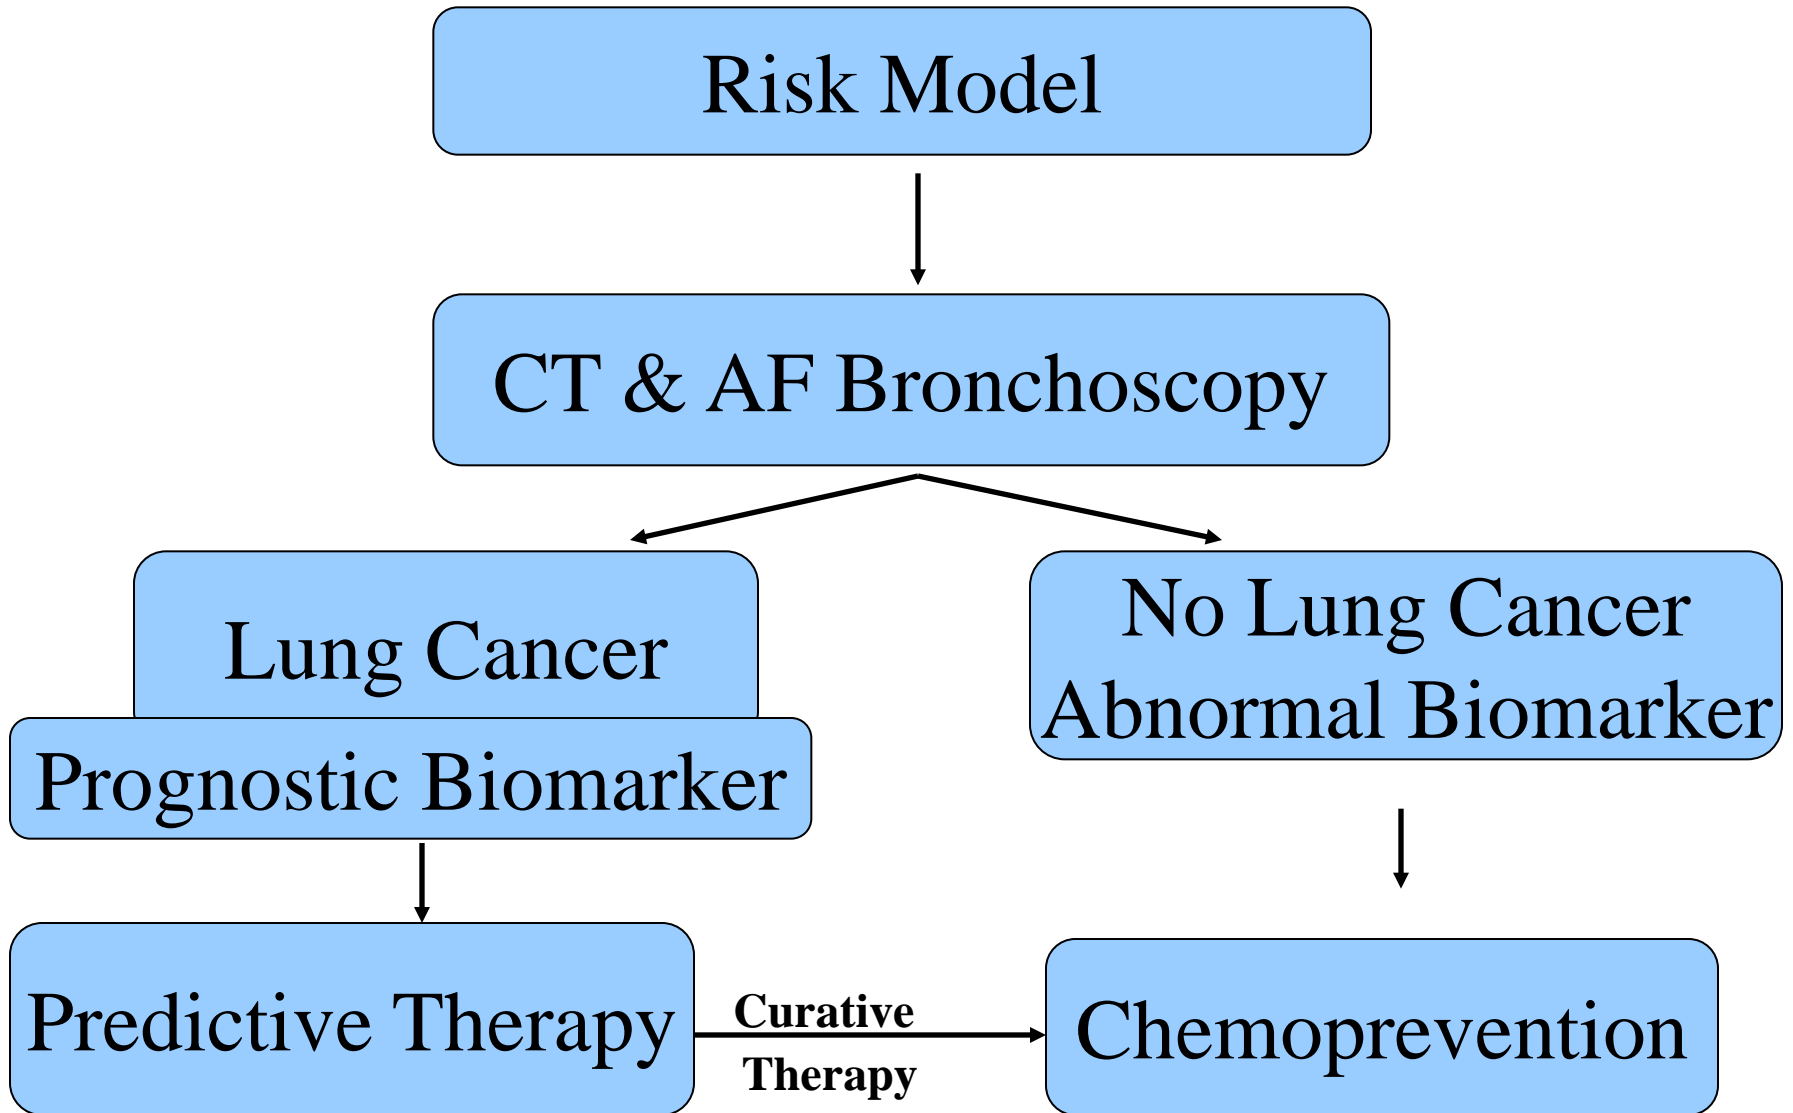 Risk Model
CT & AF Bronchoscopy
Lung Cancer
Prognostic Biomarker
No Lung Cancer
Abnormal Biomarker
Predictive Therapy
Curative
Therapy
Chemoprevention